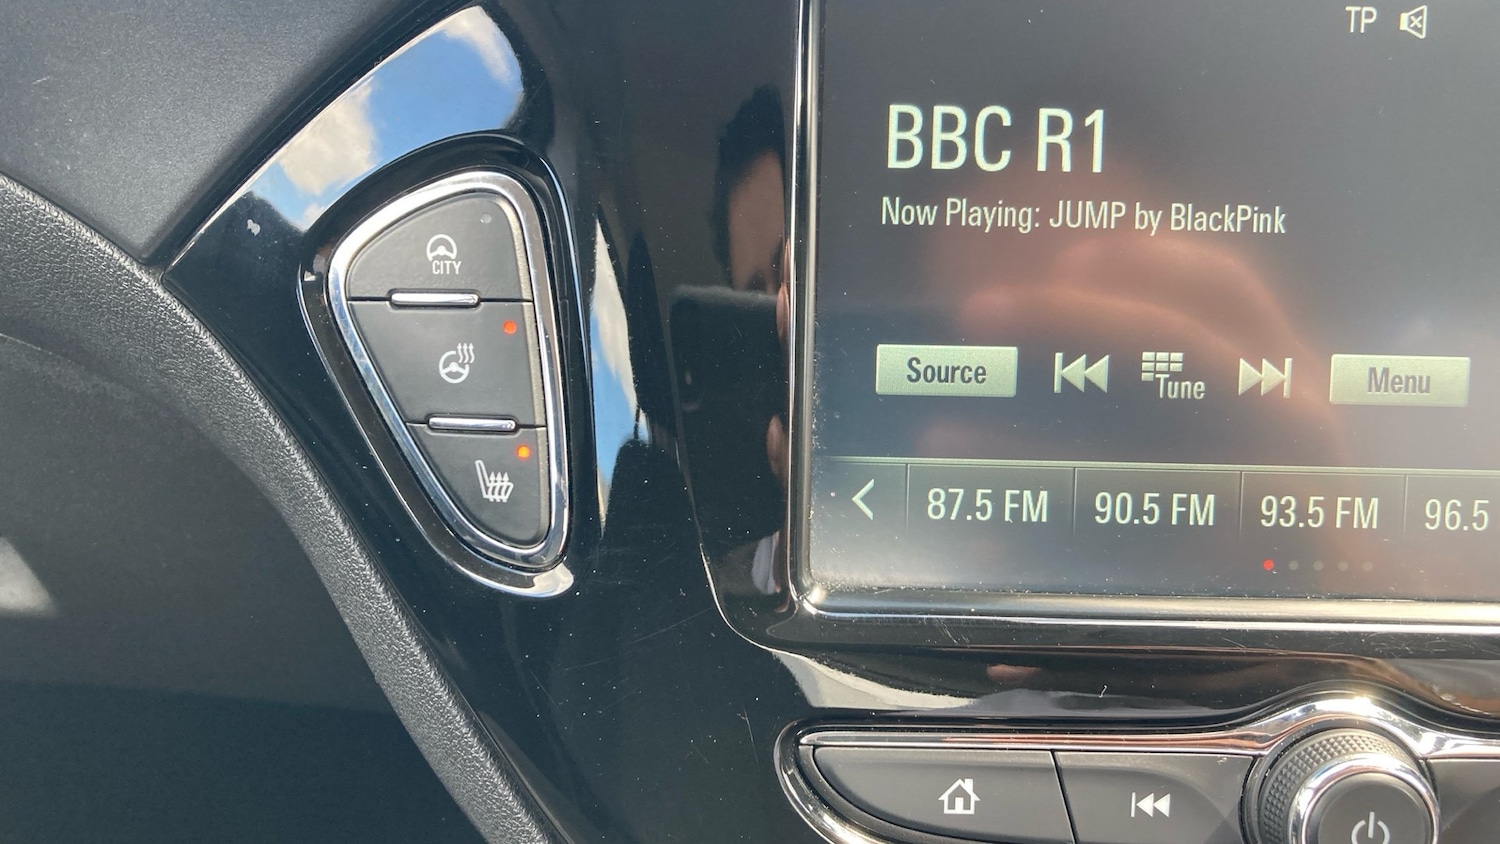 TP
BBC R1
Now Playing: JUMP by BlackPink
CITY
Source
Tune
Menu
87.5 FM
90.5 FM
93.5 FM
96.5